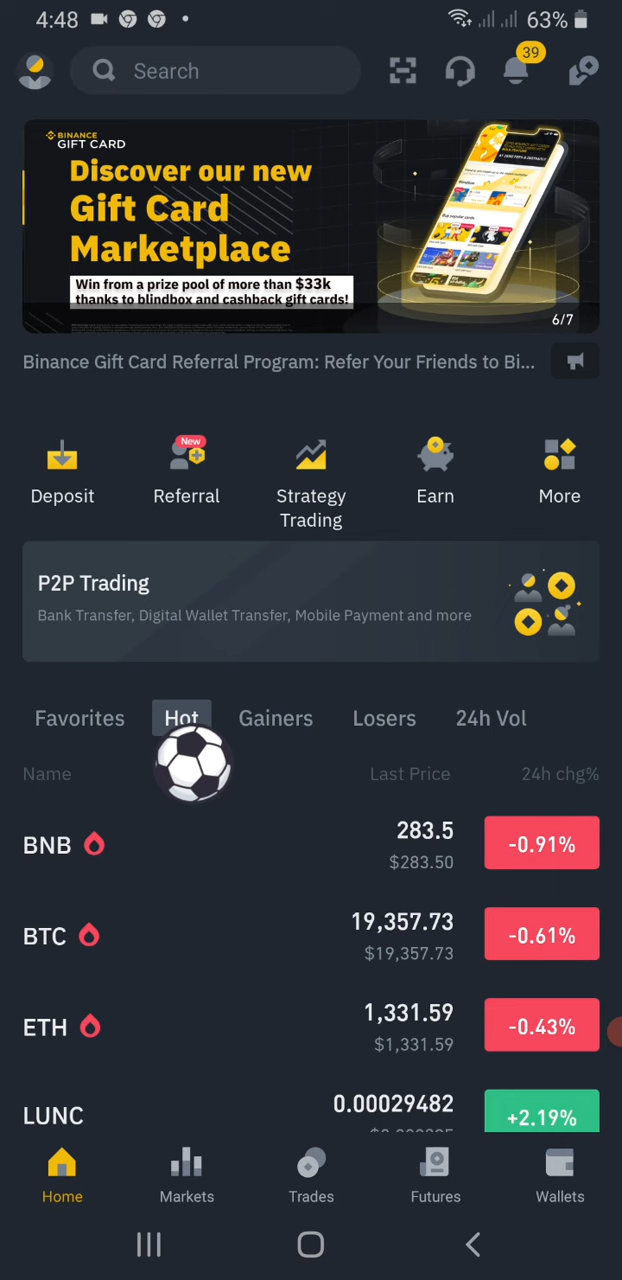 4:48
63%
Search
39
BINANCE
GIFT CARD
Discover our new
Gift Card
Marketplace
Win from a prize pool of more than $33k
thanks to blindbox and cashback gift cards!
6/7
Binance Gift Card Referral Program: Refer Your Friends to Bi...
New
Deposit
Referral
Strategy
Trading
Earn
More
P2P Trading
Bank Transfer, Digital Wallet Transfer, Mobile Payment and more
Favorites
Hot
Gainers
Losers
24h Vol
Name
Last Price
24h chg%
BNB
283.5
$283.50
-0.91%
BTC
19,357.73
$19,357.73
-0.61%
ETH
1,331.59
$1,331.59
-0.43%
LUNC
0.00029482
+2.19%
Home
Markets
Trades
Futures
Wallets